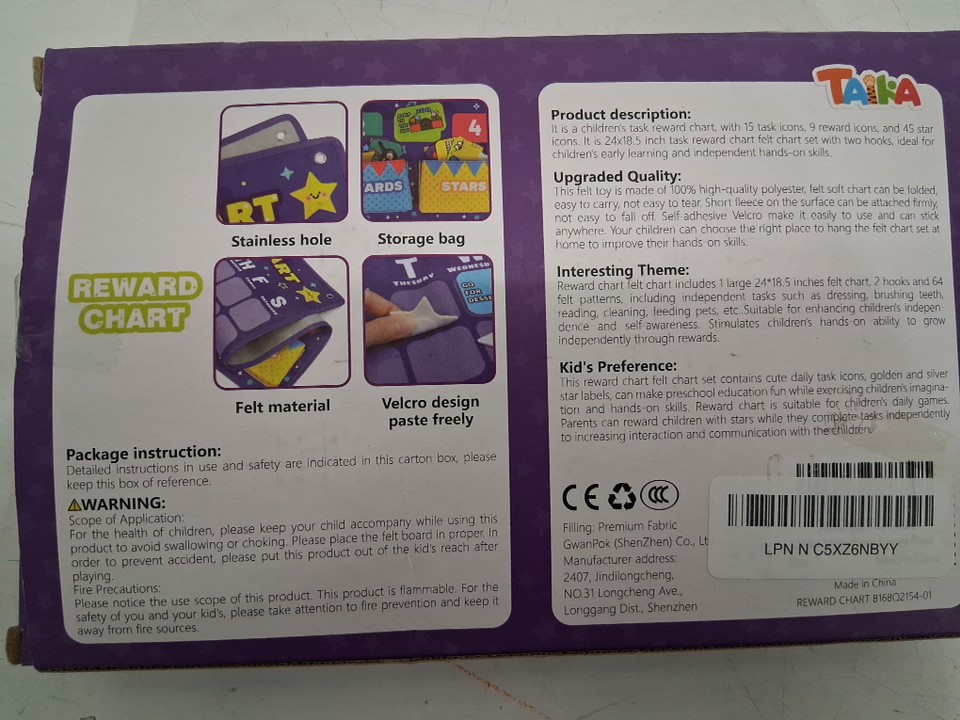 TAIKA
ARDS
STARS
4
RT
Stainless hole
Storage bag
REWARD
CHART
ART
H F S
T
TUESDAY
W
WEDNESD
GO
FOR
DESSE
Felt material
Velcro design
paste freely
Package instruction:
Detailed instructions in use and safety are indicated in this carton box, please
keep this box of reference.
WARNING:
Scope of Application:
For the health of children, please keep your child accompany while using this
product to avoid swallowing or choking. Please place the felt board in proper. In
order to prevent accident, please put this product out of the kid's reach after
playing.
Fire Precautions:
Please notice the use scope of this product. This product is flammable. For the
safety of you and your kid's, please take attention to fire prevention and keep it
away from fire sources.
Product description:
It is a children's task reward chart, with 15 task icons, 9 reward icons, and 45 star
icons. It is 24x18.5 inch task reward chart felt chart set with two hooks, ideal for
children's early learning and independent hands-on skills.
Upgraded Quality:
This felt toy is made of 100% high-quality polyester, felt soft chart can be folded,
easy to carry, not easy to tear. Short fleece on the surface can be attached firmly,
not easy to fall off. Self-adhesive Velcro make it easily to use and can stick
anywhere. Your children can choose the right place to hang the felt chart set at
home to improve their hands-on skills.
Interesting Theme:
Reward chart felt chart includes 1 large 24*18.5 inches felt chart, 2 hooks and 64
felt patterns, including independent tasks such as dressing, brushing teeth,
reading, cleaning, feeding pets, etc..Suitable for enhancing children's indepen-
dence and self-awareness. Stimulates children's hands-on ability to grow
independently through rewards.
Kid's Preference:
This reward chart felt chart set contains cute daily task icons, golden and silver
star labels, can make preschool education fun while exercising children's imagina-
tion and hands-on skills. Reward chart is suitable for children's daily games.
Parents can reward children with stars while they complete tasks independently
to increasing interaction and communication with the children.
CE CCC
Filling: Premium Fabric
GwanPok (ShenZhen) Co., Lt
Manufacturer address:
2407, Jindilongcheng,
NO.31 Longcheng Ave.,
Longgang Dist., Shenzhen
LPN N C5XZ6NBYY
Made in China
REWARD CHART B168Q2154-01